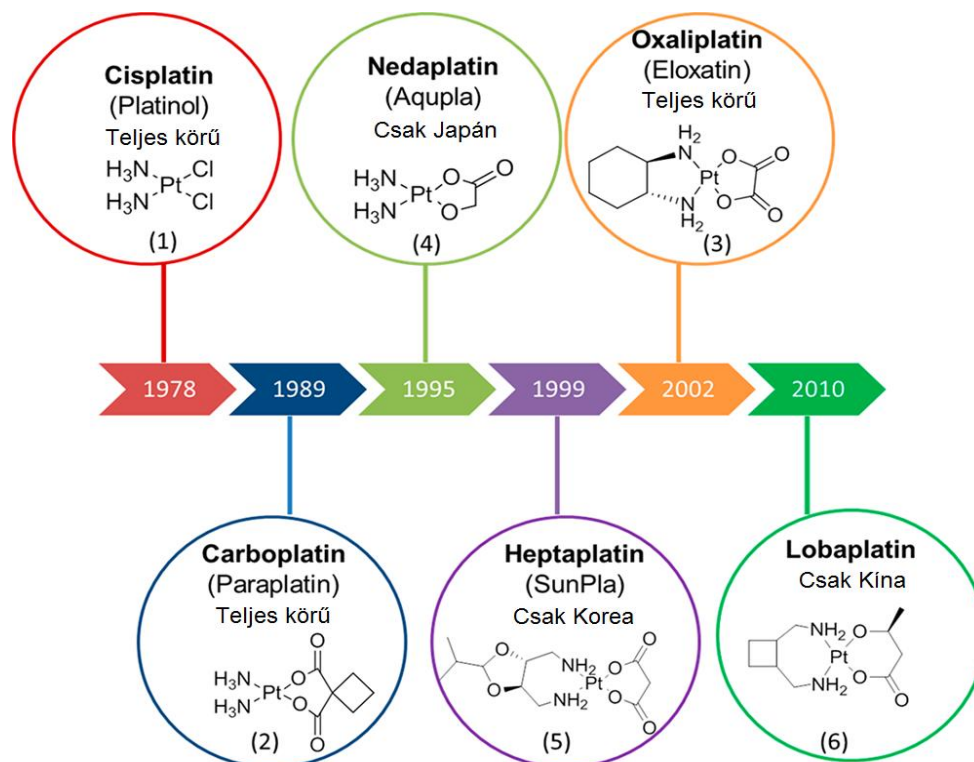 Cisplatin
(Platinol)
Teljes körű
H₃N Cl
Pt
H₃N Cl
(1)
Nedaplatin
(Aqupla)
Csak Japán
H₃N O O
Pt
H₃N O
(4)
Oxaliplatin
(Eloxatin)
Teljes körű
H₂
N O O
Pt
N O O
H₂
(3)
1978
1989
1995
1999
2002
2010
Carboplatin
(Paraplatin)
Teljes körű
O
H₃N O
Pt
H₃N O
O
(2)
Heptaplatin
(SunPla)
Csak Korea
O NH₂ O O
Pt
O NH₂ O O
(5)
Lobaplatin
Csak Kína
NH₂ O
Pt
NH₂ O O
(6)